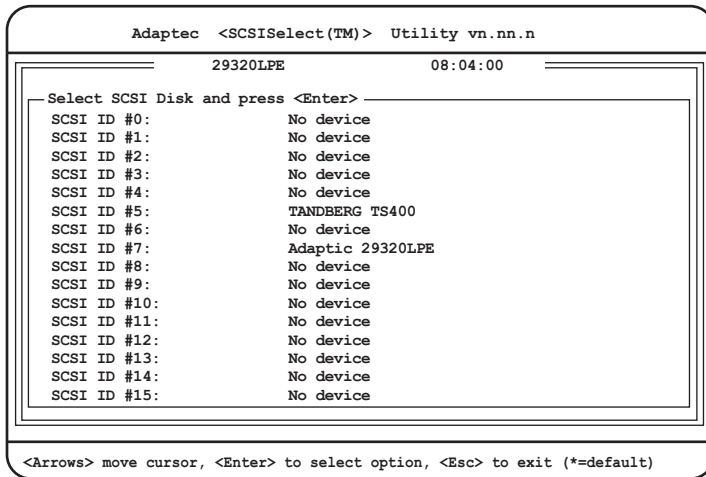 Adaptec <SCSISelect(TM)> Utility vn.nn.n
29320LPE 08:04:00
Select SCSI Disk and press <Enter>
SCSI ID #0: No device
SCSI ID #1: No device
SCSI ID #2: No device
SCSI ID #3: No device
SCSI ID #4: No device
SCSI ID #5: TANDBERG TS400
SCSI ID #6: No device
SCSI ID #7: Adaptic 29320LPE
SCSI ID #8: No device
SCSI ID #9: No device
SCSI ID #10: No device
SCSI ID #11: No device
SCSI ID #12: No device
SCSI ID #13: No device
SCSI ID #14: No device
SCSI ID #15: No device
<Arrows> move cursor, <Enter> to select option, <Esc> to exit (*=default)